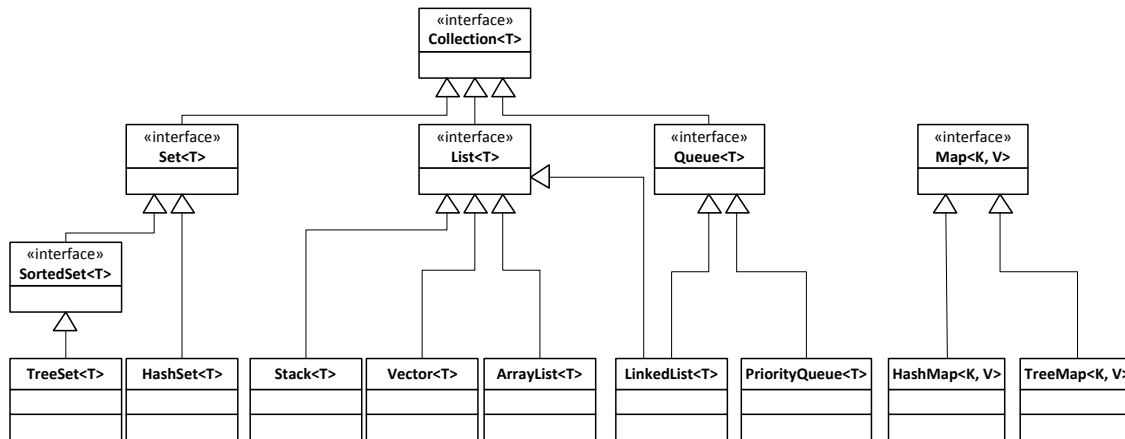 «interface»
Collection<T>
«interface»
Set<T>
«interface»
List<T>
«interface»
Queue<T>
«interface»
Map<K, V>
«interface»
SortedSet<T>
TreeSet<T>
HashSet<T>
Stack<T>
Vector<T>
ArrayList<T>
LinkedList<T>
PriorityQueue<T>
HashMap<K, V>
TreeMap<K, V>